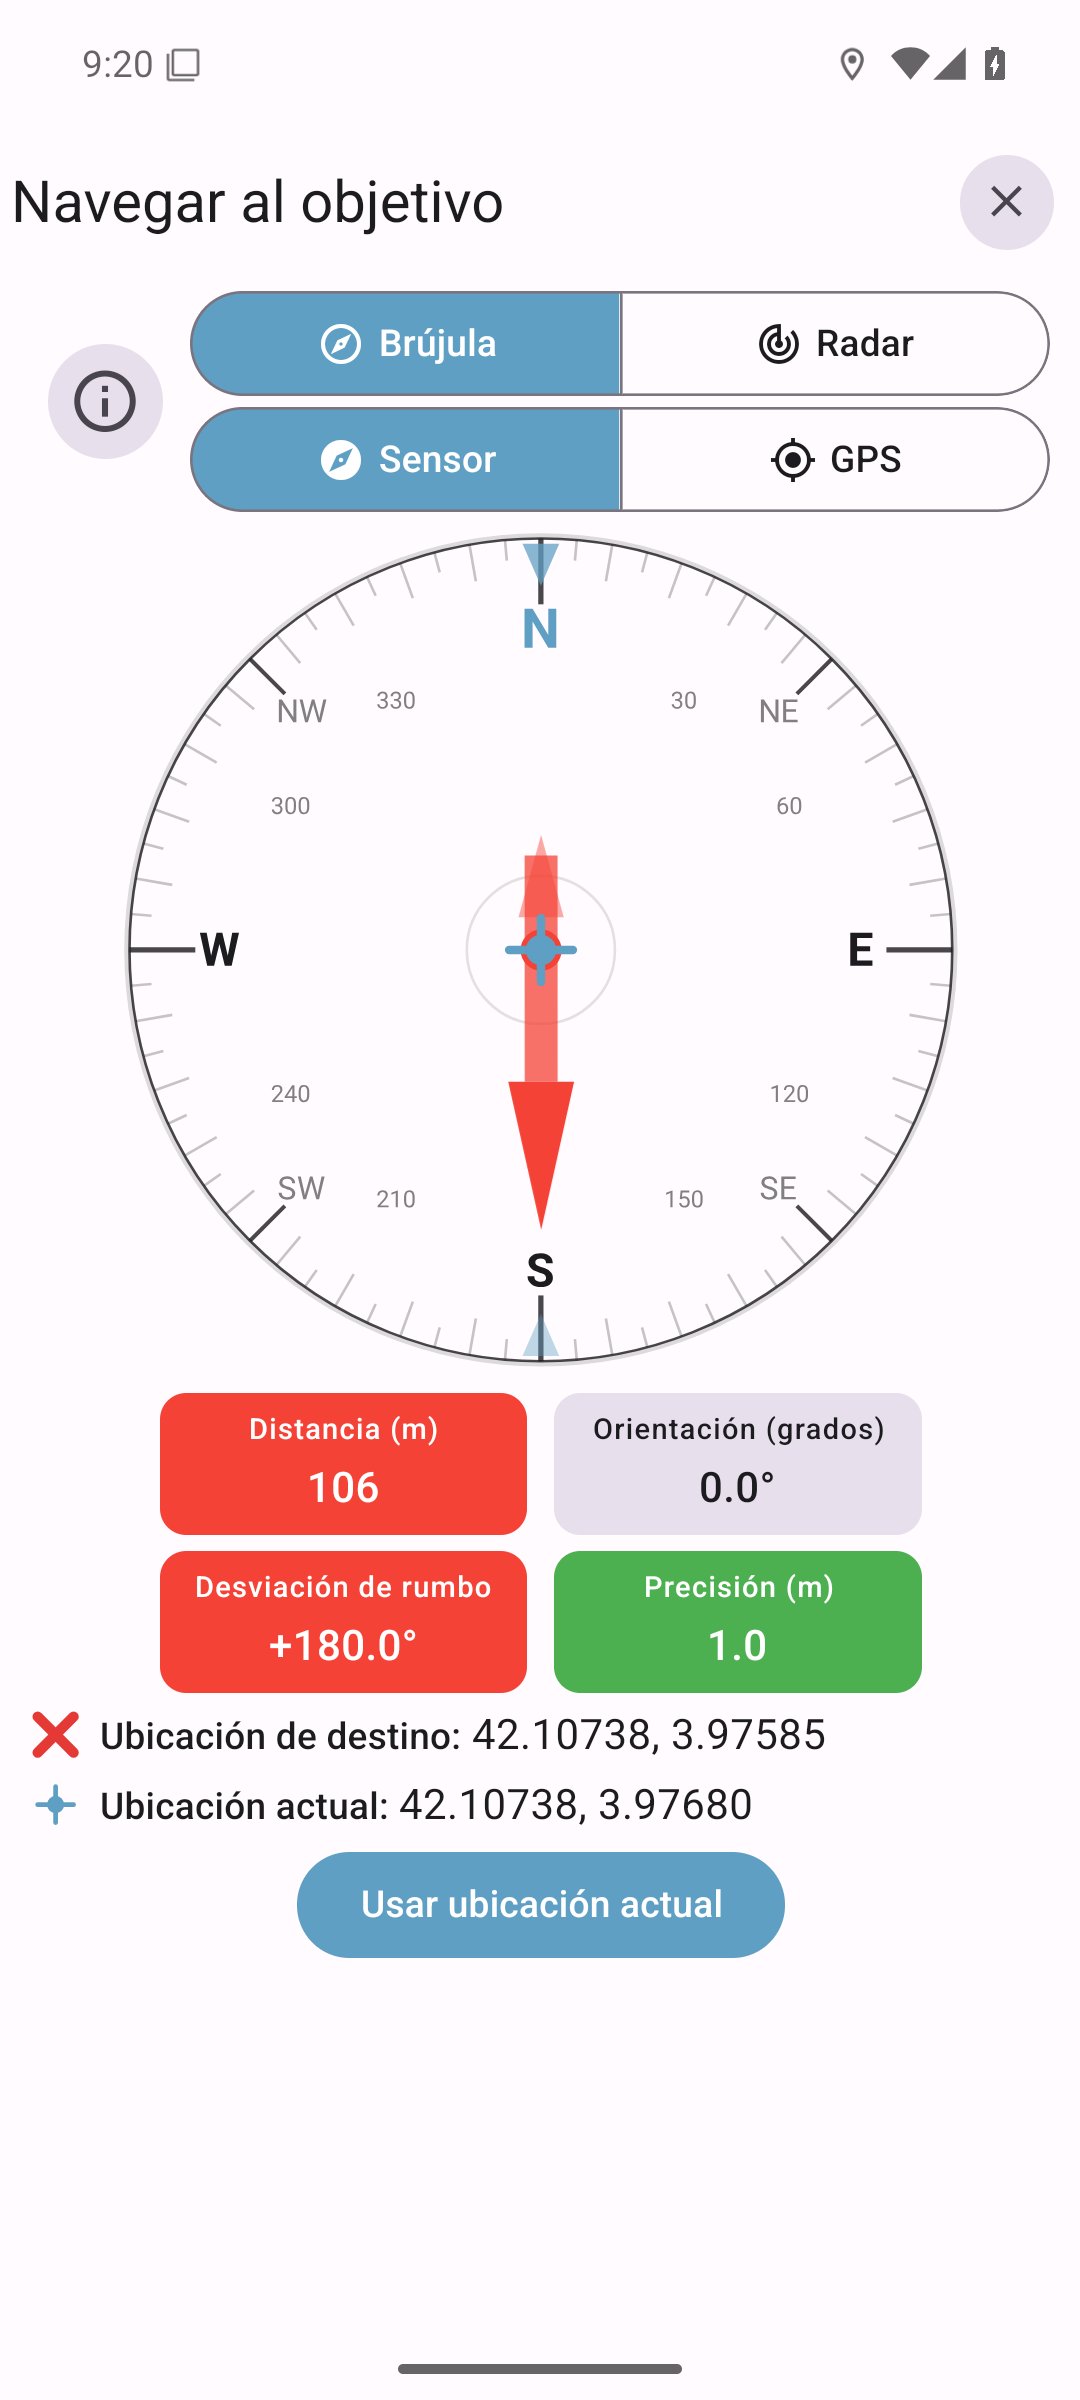 9:20
Navegar al objetivo
Brújula
Radar
Sensor
GPS
N
NW
330
30
NE
300
60
W
E
240
120
SW
210
150
SE
S
Distancia (m)
106
Orientación (grados)
0.0°
Desviación de rumbo
+180.0°
Precisión (m)
1.0
Ubicación de destino: 42.10738, 3.97585
Ubicación actual: 42.10738, 3.97680
Usar ubicación actual